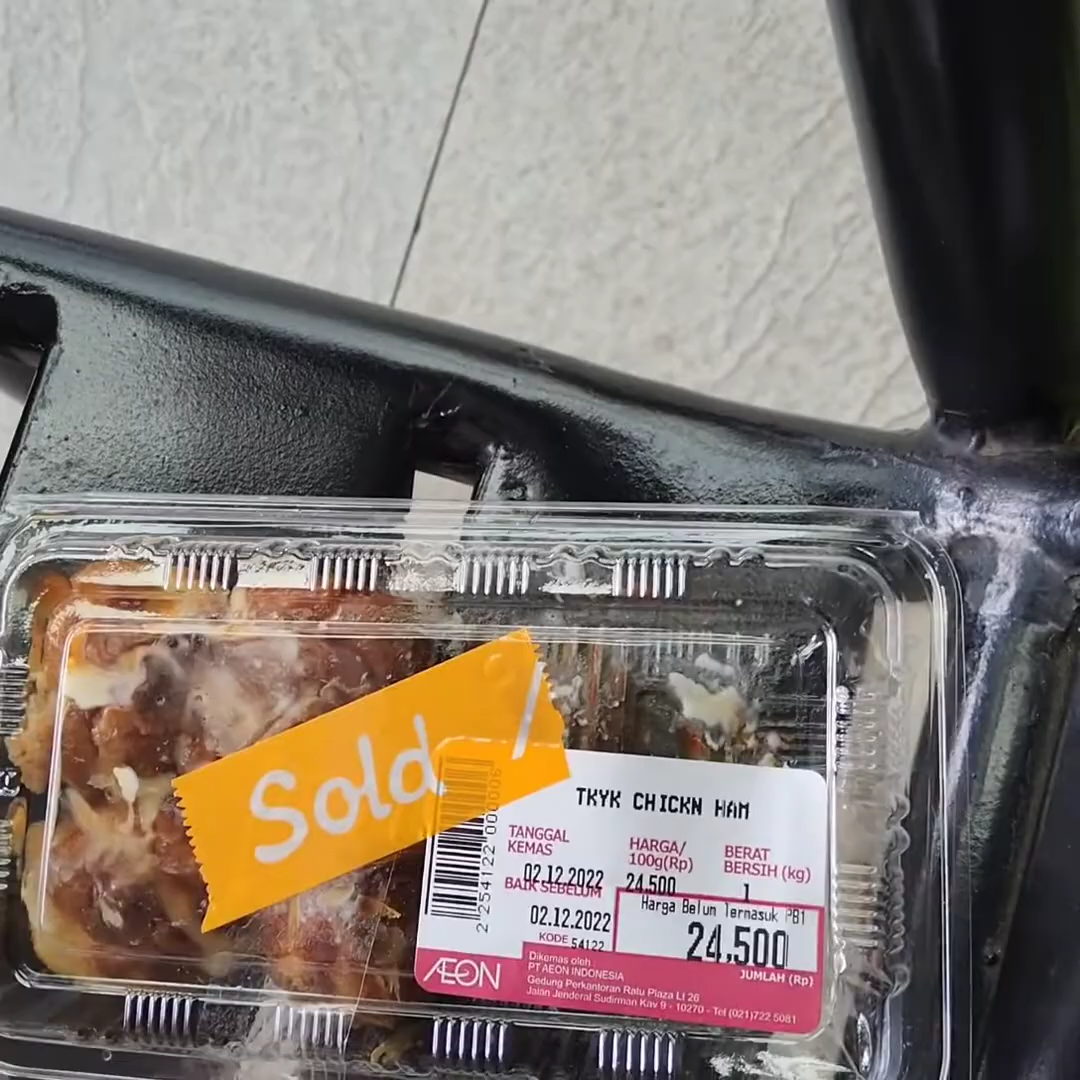 Sold /
TKYK CHICKN HAM
TANGGAL KEMAS
HARGA/ 100g(Rp)
BERAT BERSIH (kg)
02.12.2022
24,500
1
BAIK SEBELUM
02.12.2022
Harga Belum Termasuk PB1
24,500
KODE 54122
JUMLAH (Rp)
ÆON
Dikemas oleh
PT AEON INDONESIA
Gedung Perkantoran Ratu Plaza Lt 26
Jalan Jenderal Sudirman Kav 9 - 10270 - Tel (021)722 5081